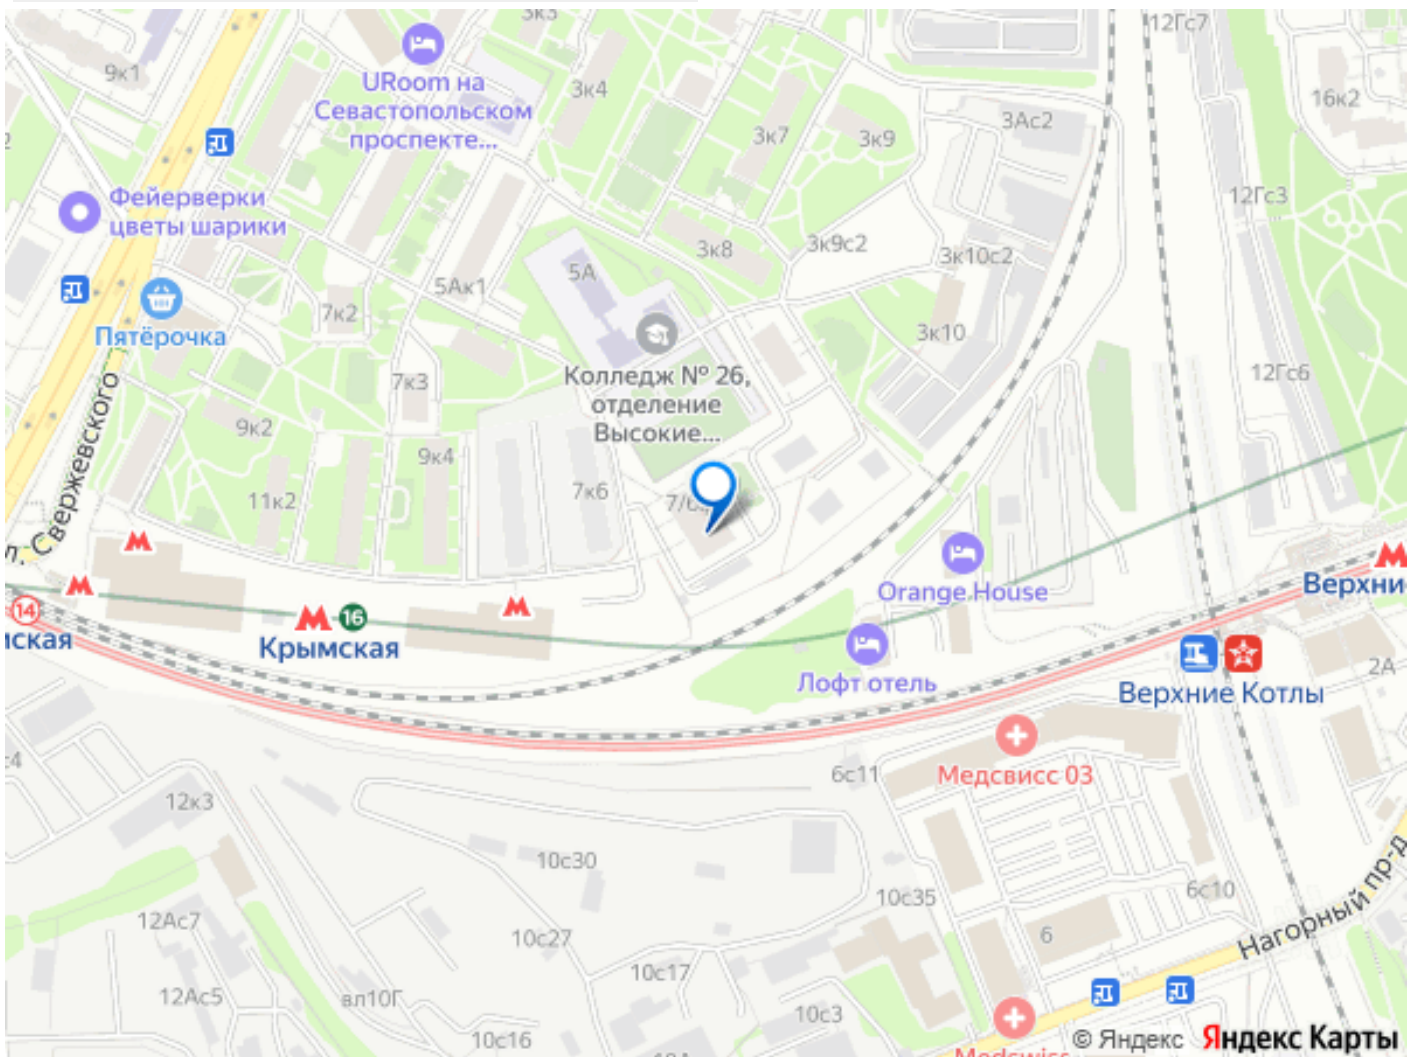 3к3
12Гс7
9к1
URoom на
Севастопольском
проспекте...
3к4
16к2
3к7
3к9
3Ас2
Фейерверки
цветы шарики
12Гс3
3к8
3к9с2
3к10с2
5А
5Ак1
7к2
Пятёрочка
3к10
Колледж № 26,
отделение
Высокие...
12Гс6
7к3
9к2
9к4
11к2
7к6
л. Свержевского
16
Крымская
14
Orange House
Лофт отель
Верхние Котлы
2А
Медсвисс 03
6с11
12к3
10с30
10с35
6с10
12Ас7
10с27
6
Нагорный пр-д
10с17
12Ас5
вл10Г
10с3
10с16
© Яндекс Яндекс Карты